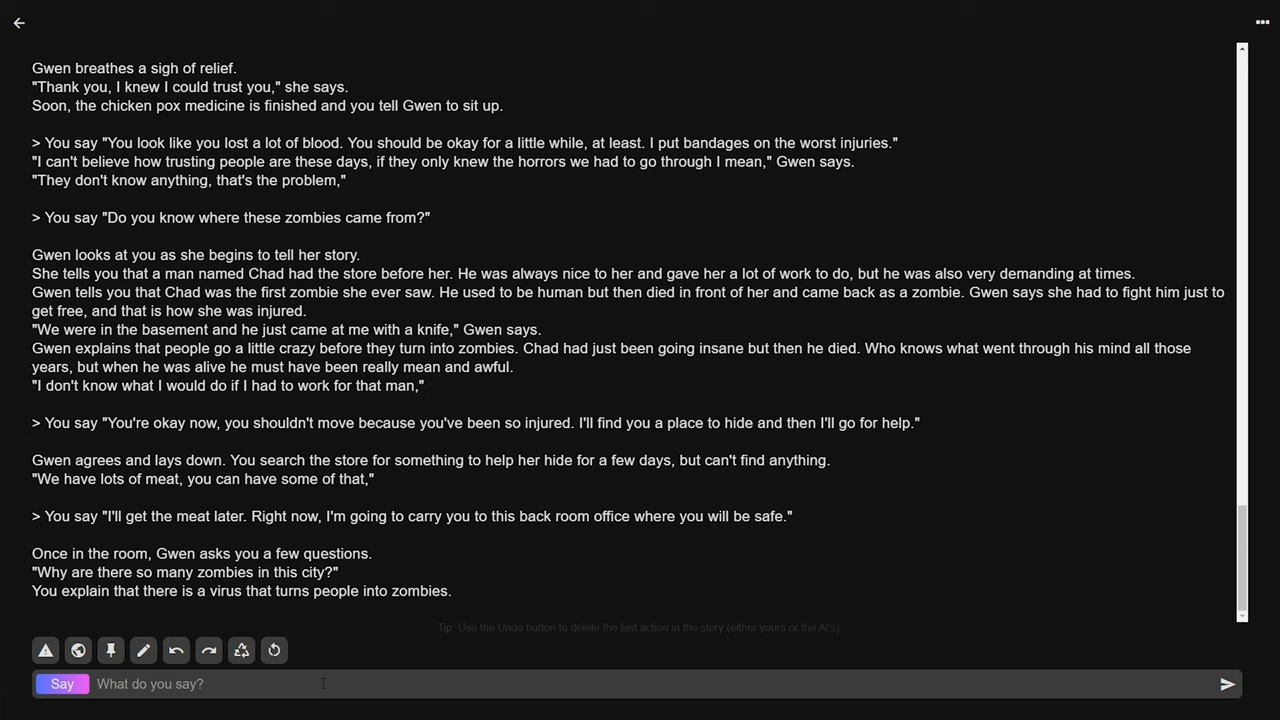 Gwen breathes a sigh of relief.
"Thank you, I knew I could trust you," she says.
Soon, the chicken pox medicine is finished and you tell Gwen to sit up.
> You say "You look like you lost a lot of blood. You should be okay for a little while, at least. I put bandages on the worst injuries."
"I can't believe how trusting people are these days, if they only knew the horrors we had to go through I mean," Gwen says.
"They don't know anything, that's the problem,"
> You say "Do you know where these zombies came from?"
Gwen looks at you as she begins to tell her story.
She tells you that a man named Chad had the store before her. He was always nice to her and gave her a lot of work to do, but he was also very demanding at times.
Gwen tells you that Chad was the first zombie she ever saw. He used to be human but then died in front of her and came back as a zombie. Gwen says she had to fight him just to
get free, and that is how she was injured.
"We were in the basement and he just came at me with a knife," Gwen says.
Gwen explains that people go a little crazy before they turn into zombies. Chad had just been going insane but then he died. Who knows what went through his mind all those
years, but when he was alive he must have been really mean and awful.
"I don't know what I would do if I had to work for that man,"
> You say "You're okay now, you shouldn't move because you've been so injured. I'll find you a place to hide and then I'll go for help."
Gwen agrees and lays down. You search the store for something to help her hide for a few days, but can't find anything.
"We have lots of meat, you can have some of that,"
> You say "I'll get the meat later. Right now, I'm going to carry you to this back room office where you will be safe."
Once in the room, Gwen asks you a few questions.
"Why are there so many zombies in this city?"
You explain that there is a virus that turns people into zombies.
Tip: Use the Undo button to delete the last action in the story (either yours or the AI's)
Say What do you say?